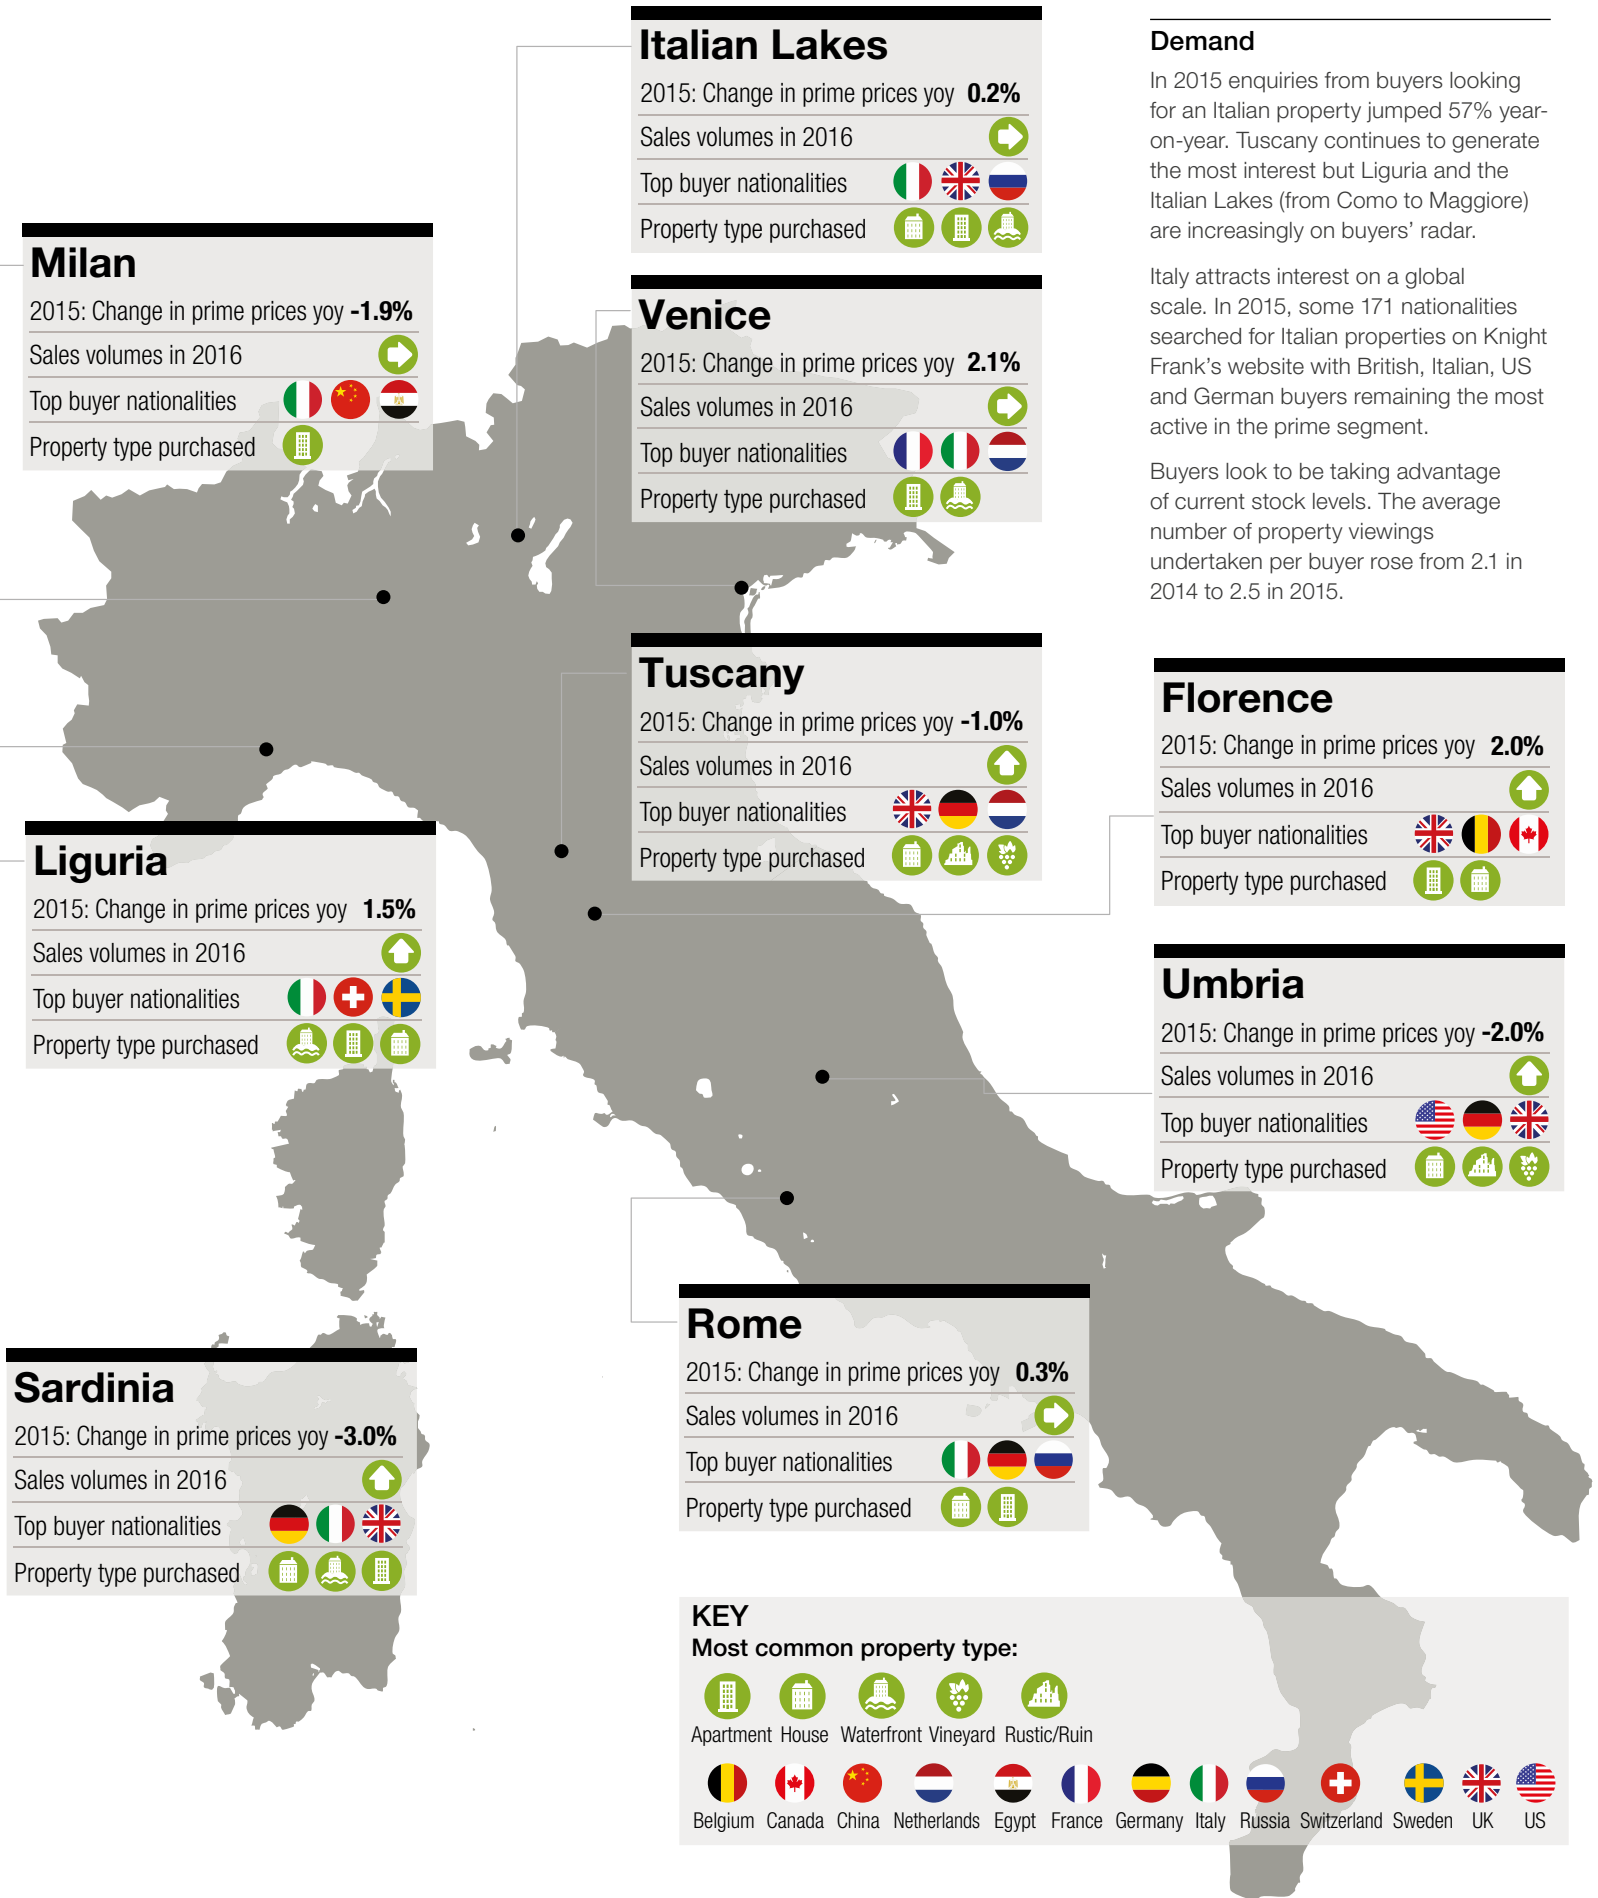 Italian Lakes
2015: Change in prime prices yoy 0.2%
Sales volumes in 2016
Top buyer nationalities
Property type purchased
Demand
In 2015 enquiries from buyers looking
for an Italian property jumped 57% year-
on-year. Tuscany continues to generate
the most interest but Liguria and the
Italian Lakes (from Como to Maggiore)
are increasingly on buyers' radar.
Italy attracts interest on a global
scale. In 2015, some 171 nationalities
searched for Italian properties on Knight
Frank's website with British, Italian, US
and German buyers remaining the most
active in the prime segment.
Buyers look to be taking advantage
of current stock levels. The average
number of property viewings
undertaken per buyer rose from 2.1 in
2014 to 2.5 in 2015.
Milan
2015: Change in prime prices yoy -1.9%
Sales volumes in 2016
Top buyer nationalities
Property type purchased
Venice
2015: Change in prime prices yoy 2.1%
Sales volumes in 2016
Top buyer nationalities
Property type purchased
Tuscany
2015: Change in prime prices yoy -1.0%
Sales volumes in 2016
Top buyer nationalities
Property type purchased
Florence
2015: Change in prime prices yoy 2.0%
Sales volumes in 2016
Top buyer nationalities
Property type purchased
Liguria
2015: Change in prime prices yoy 1.5%
Sales volumes in 2016
Top buyer nationalities
Property type purchased
Umbria
2015: Change in prime prices yoy -2.0%
Sales volumes in 2016
Top buyer nationalities
Property type purchased
Rome
2015: Change in prime prices yoy 0.3%
Sales volumes in 2016
Top buyer nationalities
Property type purchased
Sardinia
2015: Change in prime prices yoy -3.0%
Sales volumes in 2016
Top buyer nationalities
Property type purchased
KEY
Most common property type:
Apartment House Waterfront Vineyard Rustic/Ruin
Belgium Canada China Netherlands Egypt France Germany Italy Russia Switzerland Sweden UK US